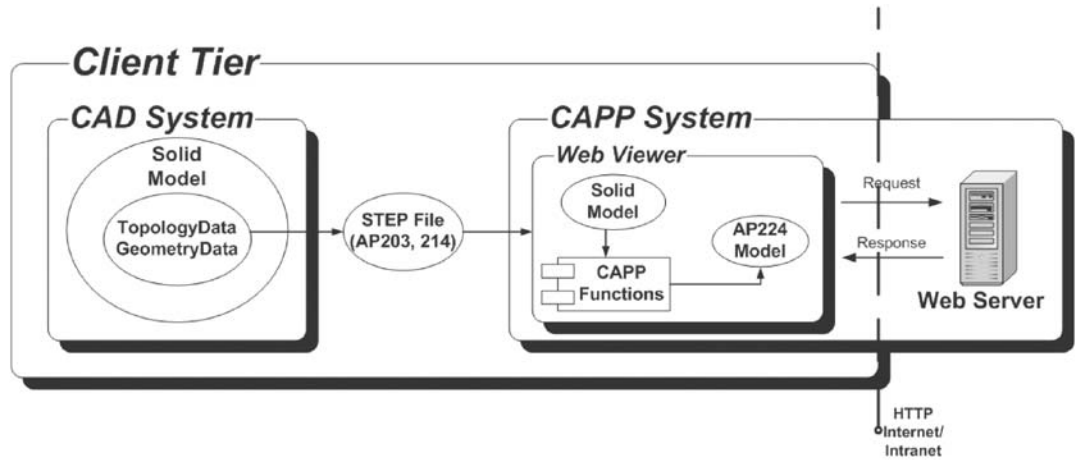 Client Tier
CAD System
Solid
Model
TopologyData
GeometryData
STEP File
(AP203, 214)
CAPP System
Web Viewer
Solid
Model
CAPP
Functions
AP224
Model
Request
Response
Web Server
HTTP
Internet/
Intranet